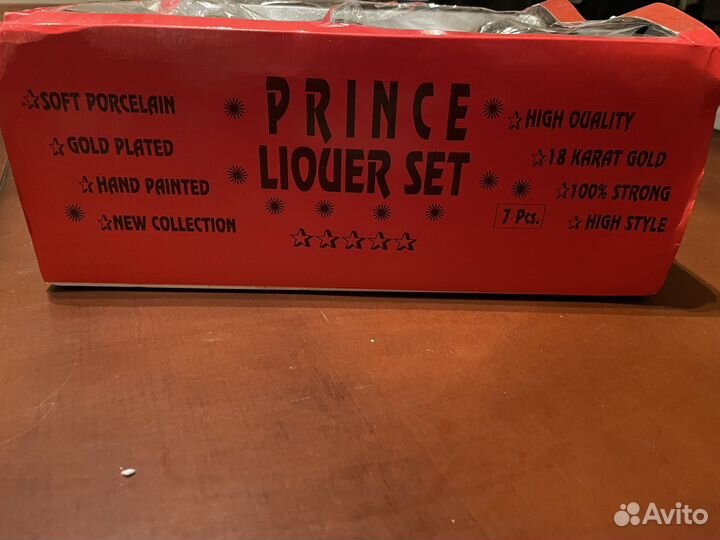 PRINCE
LIOUER SET
☆SOFT PORCELAIN
☆GOLD PLATED
☆HAND PAINTED
☆NEW COLLECTION
☆HIGH OUALITY
☆18 KARAT GOLD
☆100% STRONG
7 Pcs.
☆HIGH STYLE
☆☆☆☆☆
Avito